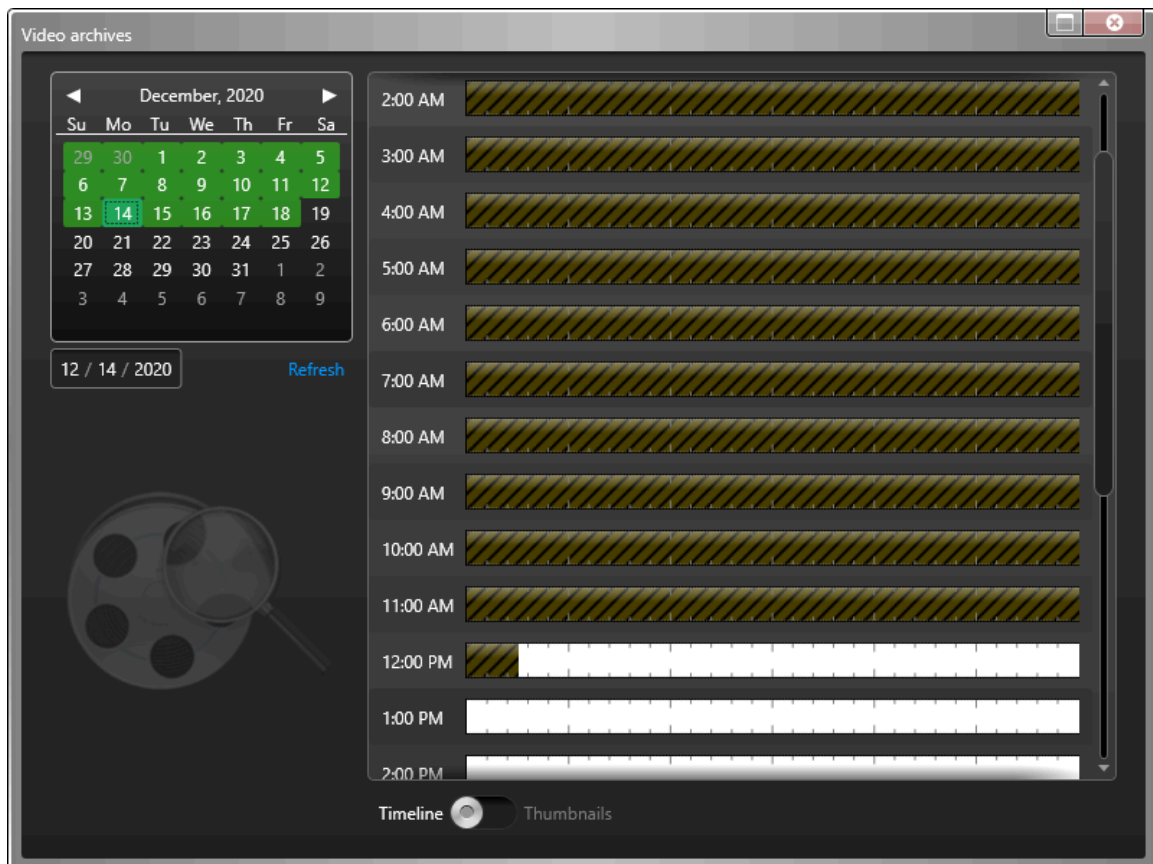 Video archives
December, 2020
Su Mo Tu We Th Fr Sa
29 30 1 2 3 4 5
6 7 8 9 10 11 12
13 14 15 16 17 18 19
20 21 22 23 24 25 26
27 28 29 30 31 1 2
3 4 5 6 7 8 9
12 / 14 / 2020
Refresh
2:00 AM
3:00 AM
4:00 AM
5:00 AM
6:00 AM
7:00 AM
8:00 AM
9:00 AM
10:00 AM
11:00 AM
12:00 PM
1:00 PM
2:00 PM
Timeline
Thumbnails